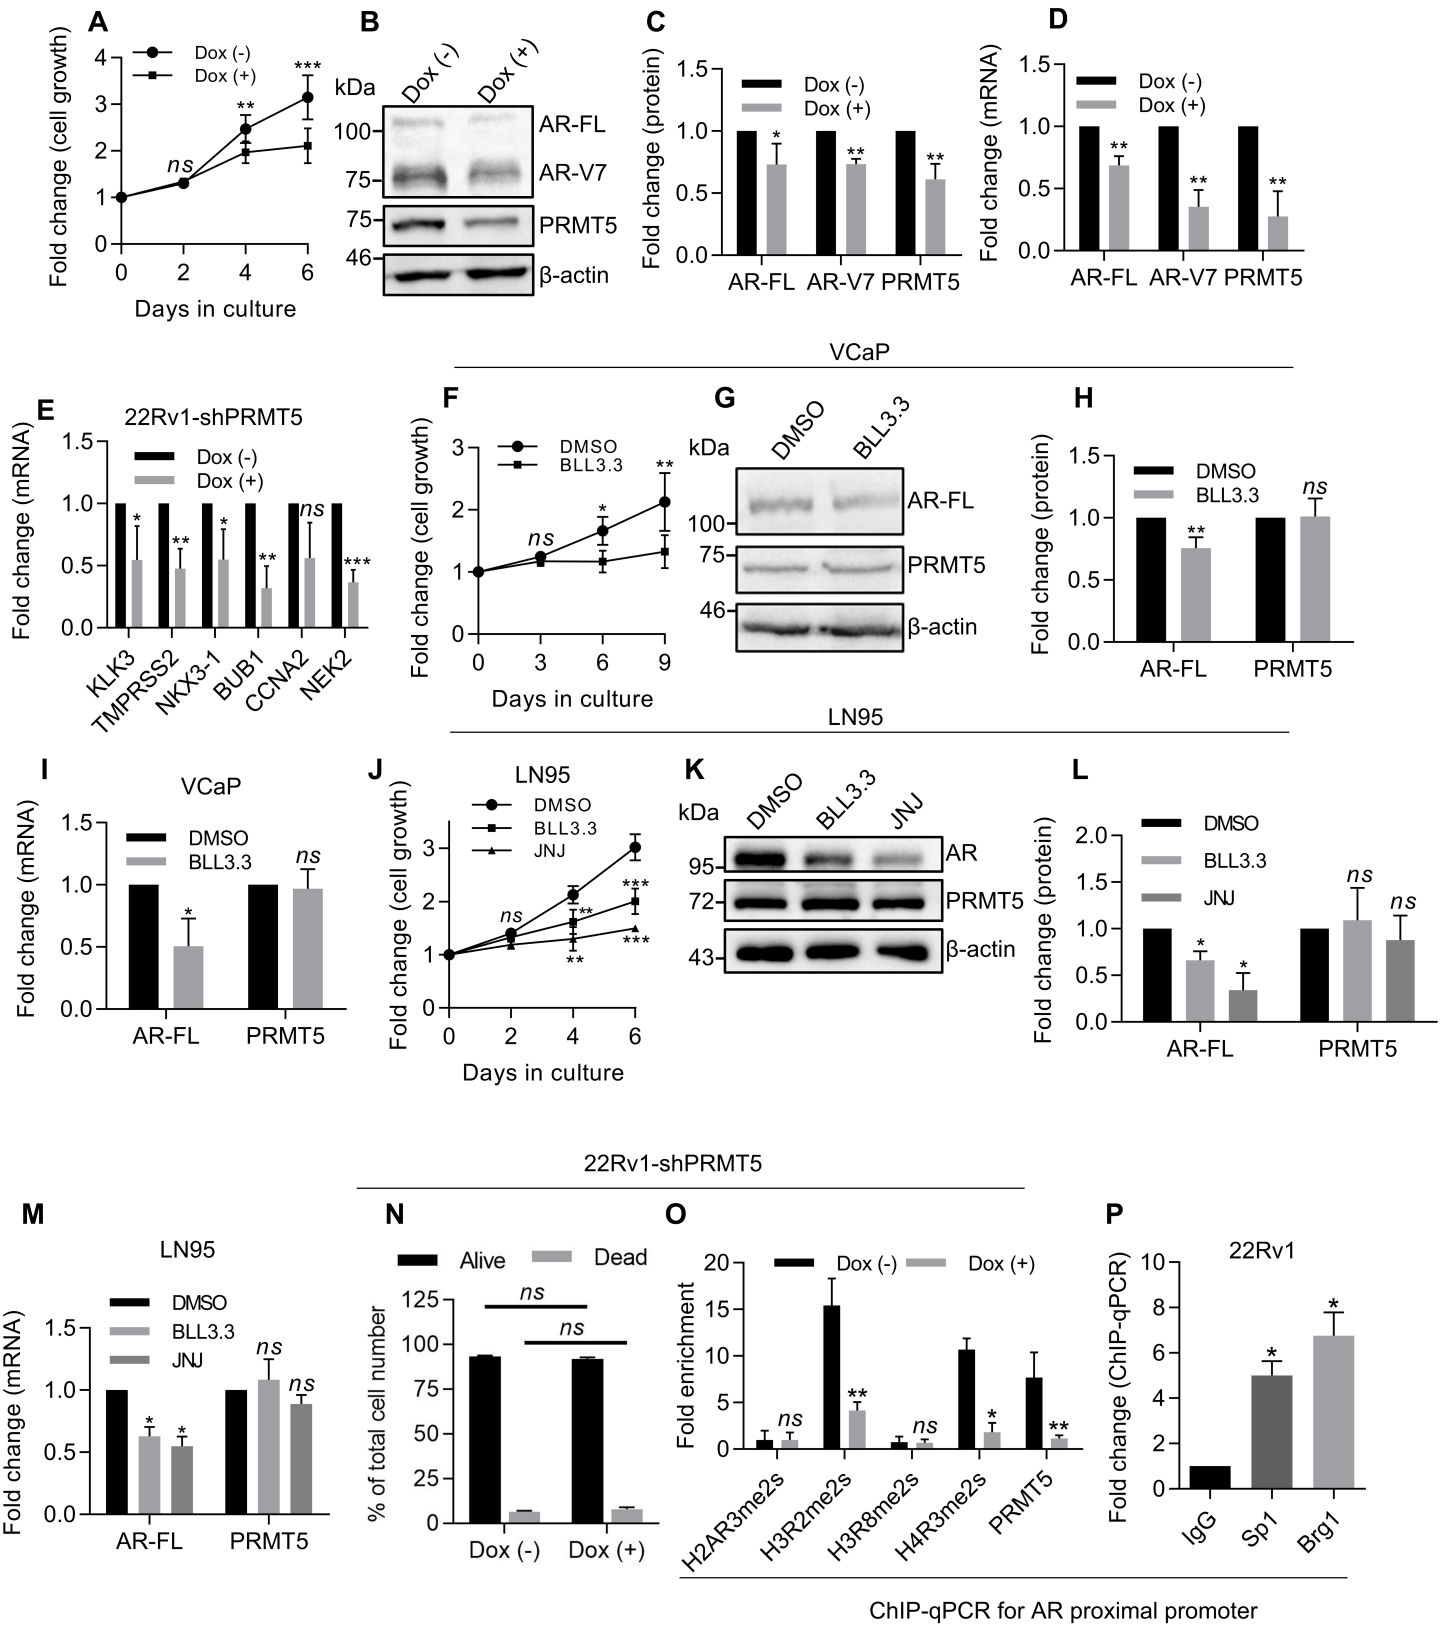 A
Fold change (cell growth)
Dox (-)
Dox (+)
4
3
2
1
0
ns
**
***
0 2 4 6
Days in culture
B
kDa
Dox (-)
Dox (+)
100
75
75
46
AR-FL
AR-V7
PRMT5
β-actin
C
Fold change (protein)
Dox (-)
Dox (+)
1.5
1.0
0.5
0.0
* ** **
AR-FL AR-V7 PRMT5
D
Fold change (mRNA)
Dox (-)
Dox (+)
1.5
1.0
0.5
0.0
** ** **
AR-FL AR-V7 PRMT5
VCaP
E
22Rv1-shPRMT5
Fold change (mRNA)
Dox (-)
Dox (+)
1.5
1.0
0.5
0.0
* ** * ** ns ***
KLK3
TMPRSS2
NKX3-1
BUB1
CCNA2
NEK2
F
Fold change (cell growth)
DMSO
BLL3.3
3
2
1
0
ns
*
**
0 3 6 9
Days in culture
G
kDa
DMSO
BLL3.3
100
75
46
AR-FL
PRMT5
β-actin
H
Fold change (protein)
DMSO
BLL3.3
1.5
1.0
0.5
0.0
** ns
AR-FL PRMT5
LN95
I
VCaP
Fold change (mRNA)
DMSO
BLL3.3
1.5
1.0
0.5
0.0
* ns
AR-FL PRMT5
J
LN95
Fold change (cell growth)
DMSO
BLL3.3
JNJ
3
2
1
0
ns
**
**
***
***
0 2 4 6
Days in culture
K
kDa
DMSO
BLL3.3
JNJ
95
72
43
AR
PRMT5
β-actin
L
Fold change (protein)
DMSO
BLL3.3
JNJ
2.0
1.5
1.0
0.5
0.0
* * ns ns
AR-FL PRMT5
22Rv1-shPRMT5
M
LN95
Fold change (mRNA)
DMSO
BLL3.3
JNJ
1.5
1.0
0.5
0.0
* * ns ns
AR-FL PRMT5
N
Alive
Dead
% of total cell number
125
100
75
50
25
0
ns
ns
Dox (-) Dox (+)
O
Fold enrichment
Dox (-)
Dox (+)
20
15
10
5
0
ns ** ns * **
H2AR3me2s
H3R2me2s
H3R8me2s
H4R3me2s
PRMT5
P
22Rv1
Fold change (ChIP-qPCR)
10
8
6
4
2
0
* *
IgG
Sp1
Brg1
ChIP-qPCR for AR proximal promoter